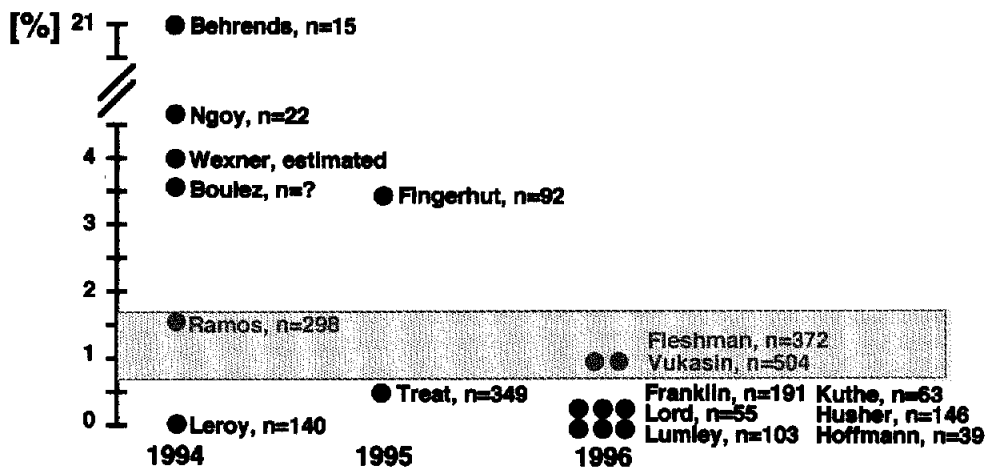 [%] 21
Behrends, n=15
Ngoy, n=22
4
Wexner, estimated
Boulez, n=?
Fingerhut, n=92
3
2
Ramos, n=298
Fleshman, n=372
1
Vukasin, n=504
Treat, n=349
Franklin, n=191 Kuthe, n=63
Lord, n=55 Husher, n=146
0
Leroy, n=140
Lumley, n=103 Hoffmann, n=39
1994 1995 1996